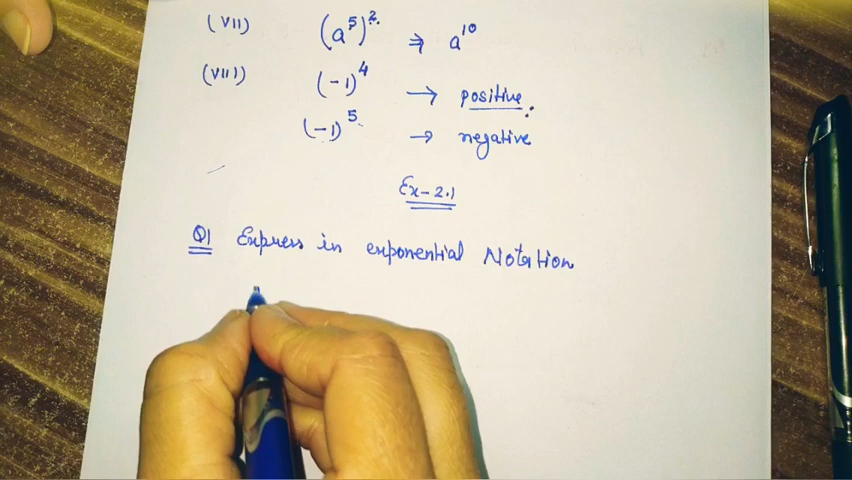 (VII) (a⁵)² ⇒ a¹⁰
(VIII) (-1)⁴ → positive.
(-1)⁵ → negative
Ex-2.1
Q1 Express in exponential Notation